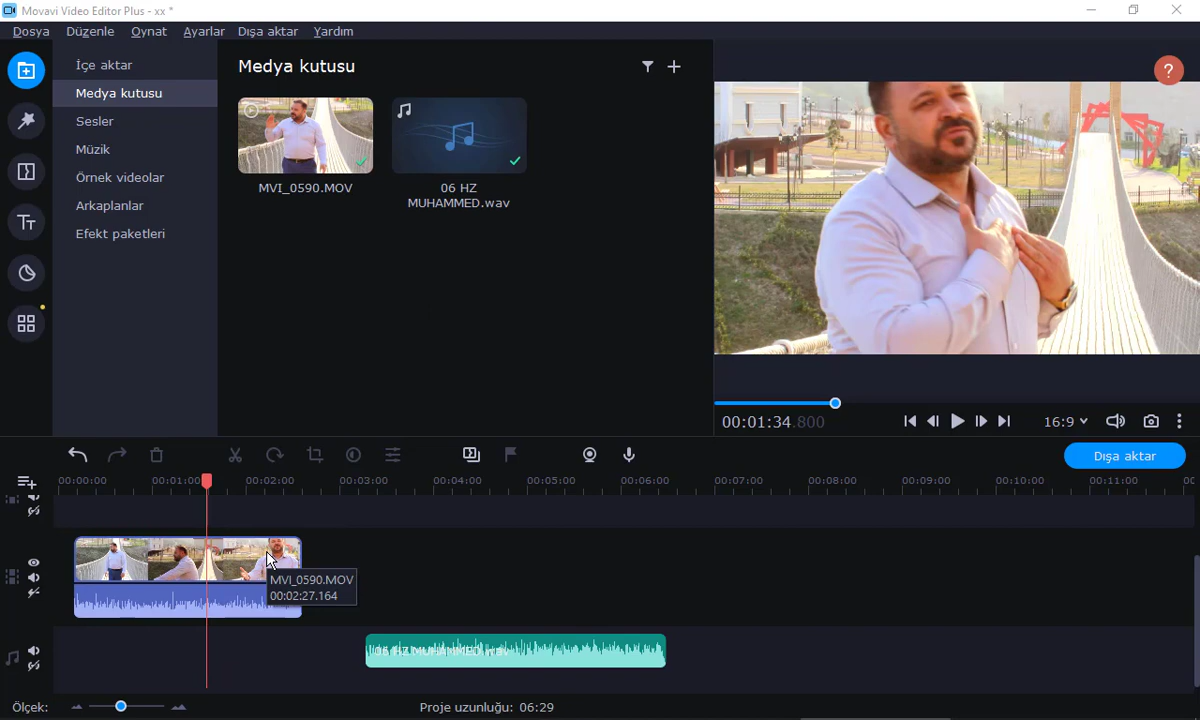 Movavi Video Editor Plus - xx *
Dosya Düzenle Oynat Ayarlar Dışa aktar Yardım
İçe aktar
Medya kutusu
Sesler
Müzik
Örnek videolar
Arkaplanlar
Efekt paketleri
Medya kutusu
MVI_0590.MOV
06 HZ
MUHAMMED.wav
?
00:01:34.800
16:9
Dışa aktar
00:00:00 00:01:00 00:02:00 00:03:00 00:04:00 00:05:00 00:06:00 00:07:00 00:08:00 00:09:00 00:10:00 00:11:00
MVI_0590.MOV
00:02:27.164
06 HZ MUHAMMED.wav
Ölçek:
Proje uzunluğu: 06:29